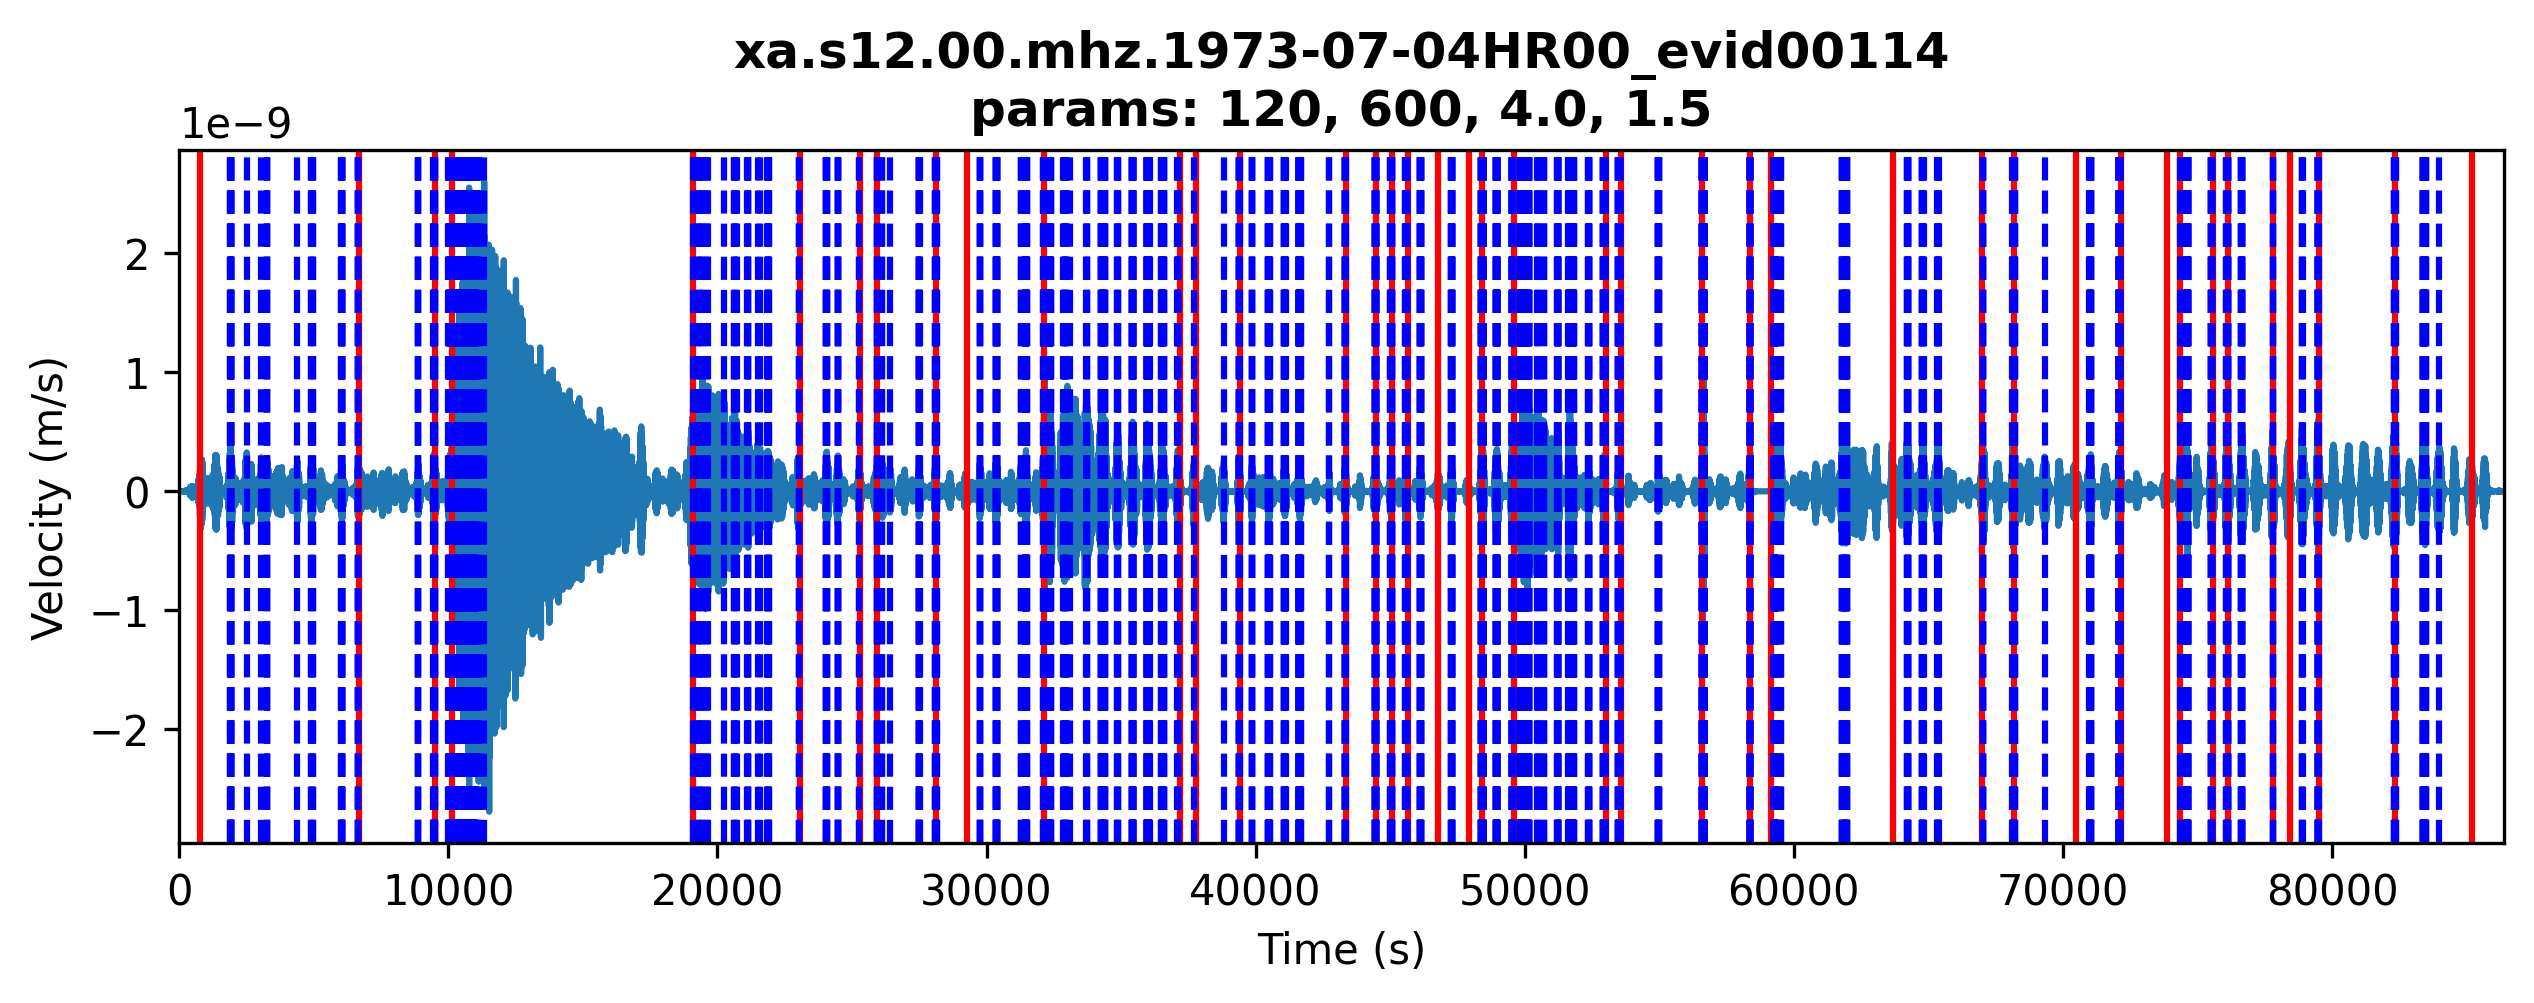 xa.s12.00.mhz.1973-07-04HR00_evid00114
params: 120, 600, 4.0, 1.5
1e−9
2
1
0
−1
−2
Velocity (m/s)
0 10000 20000 30000 40000 50000 60000 70000 80000
Time (s)